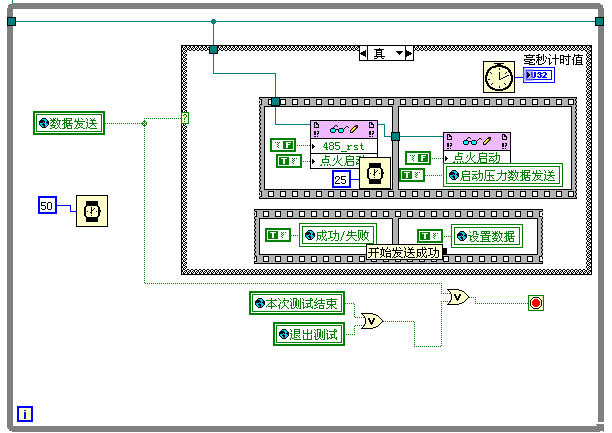 真
毫秒计时值
U32
数据发送
?
485_rst
F
点火启动
T
25
F
点火启动
T
启动压力数据发送
50
T
成功/失败
T
设置数据
开始发送成功
本次测试结束
退出测试
V
V
i